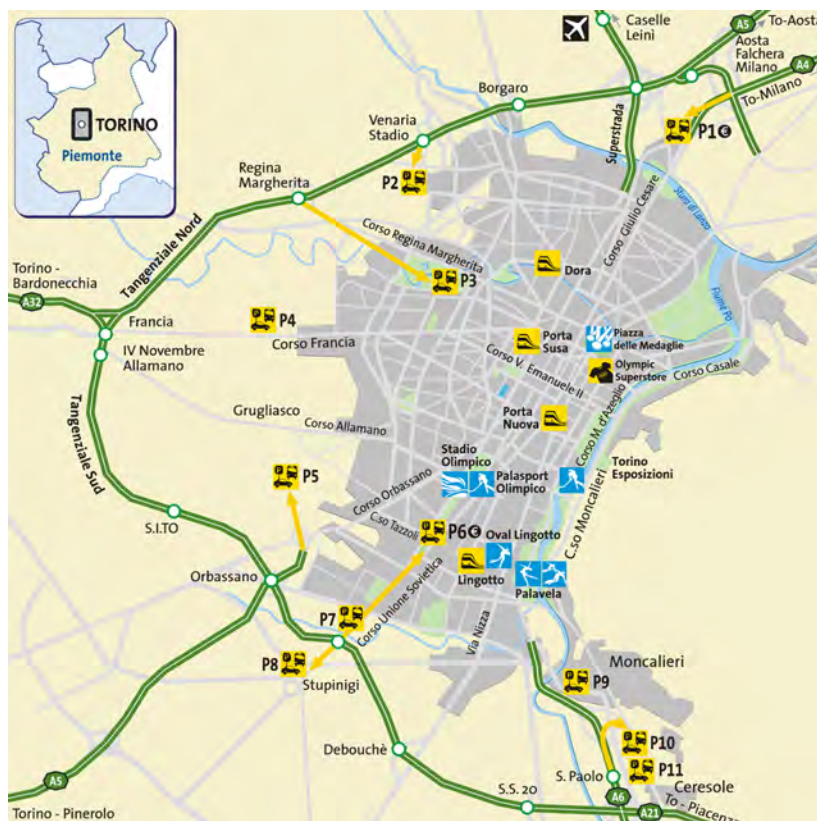 TORINO
Piemonte
Caselle
Leinì
A5
To-Aosta
Aosta
Falchera
Milano
A4
To-Milano
Borgaro
Superstrada
P1 €
Venaria
Stadio
P2
Regina
Margherita
Corso Giulio Cesare
Stura di Lanzo
Tangenziale Nord
Corso Regina Margherita
P3
Dora
Fiume Po
Torino -
Bardonecchia
A32
Francia
P4
Corso Francia
Porta
Susa
Piazza
delle Medaglie
IV Novembre
Allamano
Corso V. Emanuele II
Olympic
Superstore
Corso Casale
Grugliasco
Corso Allamano
Porta
Nuova
Corso M. d'Azeglio
Tangenziale Sud
Stadio
Olimpico
Palasport
Olimpico
Torino
Esposizioni
P5
Corso Orbassano
C.so Moncalieri
S.I.TO
C.so Tazzoli
P6 €
Oval Lingotto
Lingotto
Palavela
Orbassano
Corso Unione Sovietica
P7
Via Nizza
P8
Stupinigi
Moncalieri
P9
Debouchè
P10
P11
S. Paolo
Ceresole
A5
S.S. 20
A6
A21
To - Piacenza
Torino - Pinerolo